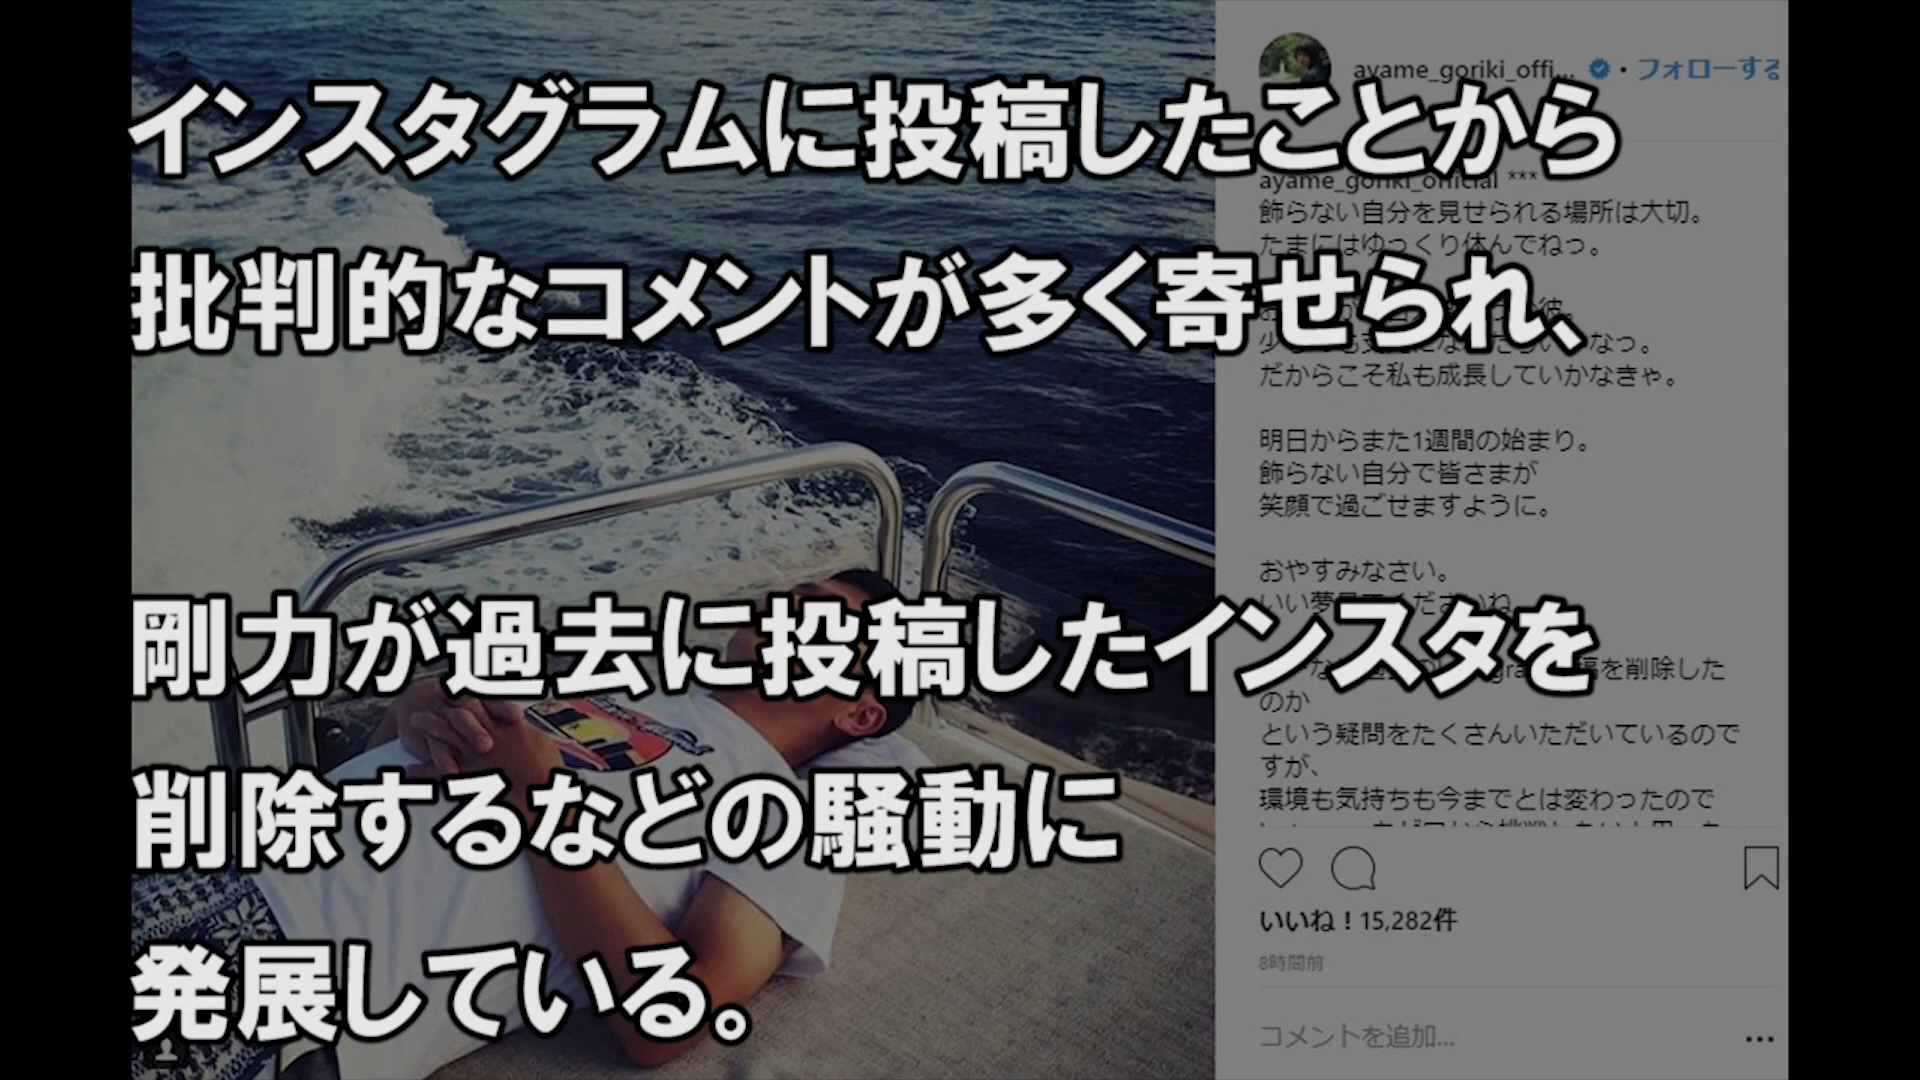 インスタグラムに投稿したことから
批判的なコメントが多く寄せられ、
剛力が過去に投稿したインスタを
削除するなどの騒動に
発展している。
ayame_goriki_offi... • フォローする
ayame_goriki_official ***
飾らない自分を見せられる場所は大切。
たまにはゆっくり休んでねっ。
彼。
なっ。
だからこそ私も成長していかなきゃ。
明日からまた1週間の始まり。
飾らない自分で皆さまが
笑顔で過ごせますように。
おやすみなさい。
いい夢
を削除した
のか
という疑問をたくさんいただいているので
すが、
環境も気持ちも今までとは変わったので
いいね！15,282件
8時間前
コメントを追加...